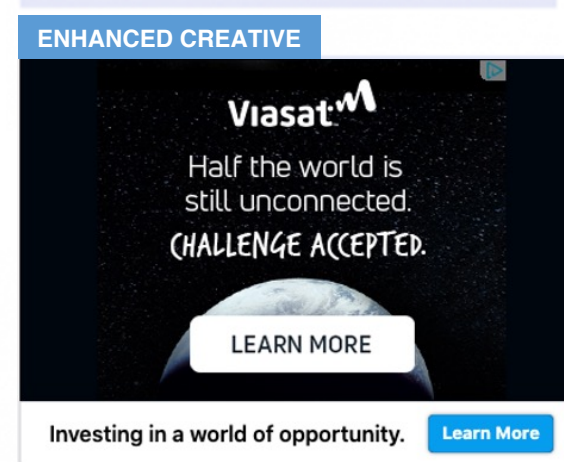 ENHANCED CREATIVE
Viasat
Half the world is
still unconnected.
CHALLENGE ACCEPTED.
LEARN MORE
Investing in a world of opportunity.
Learn More